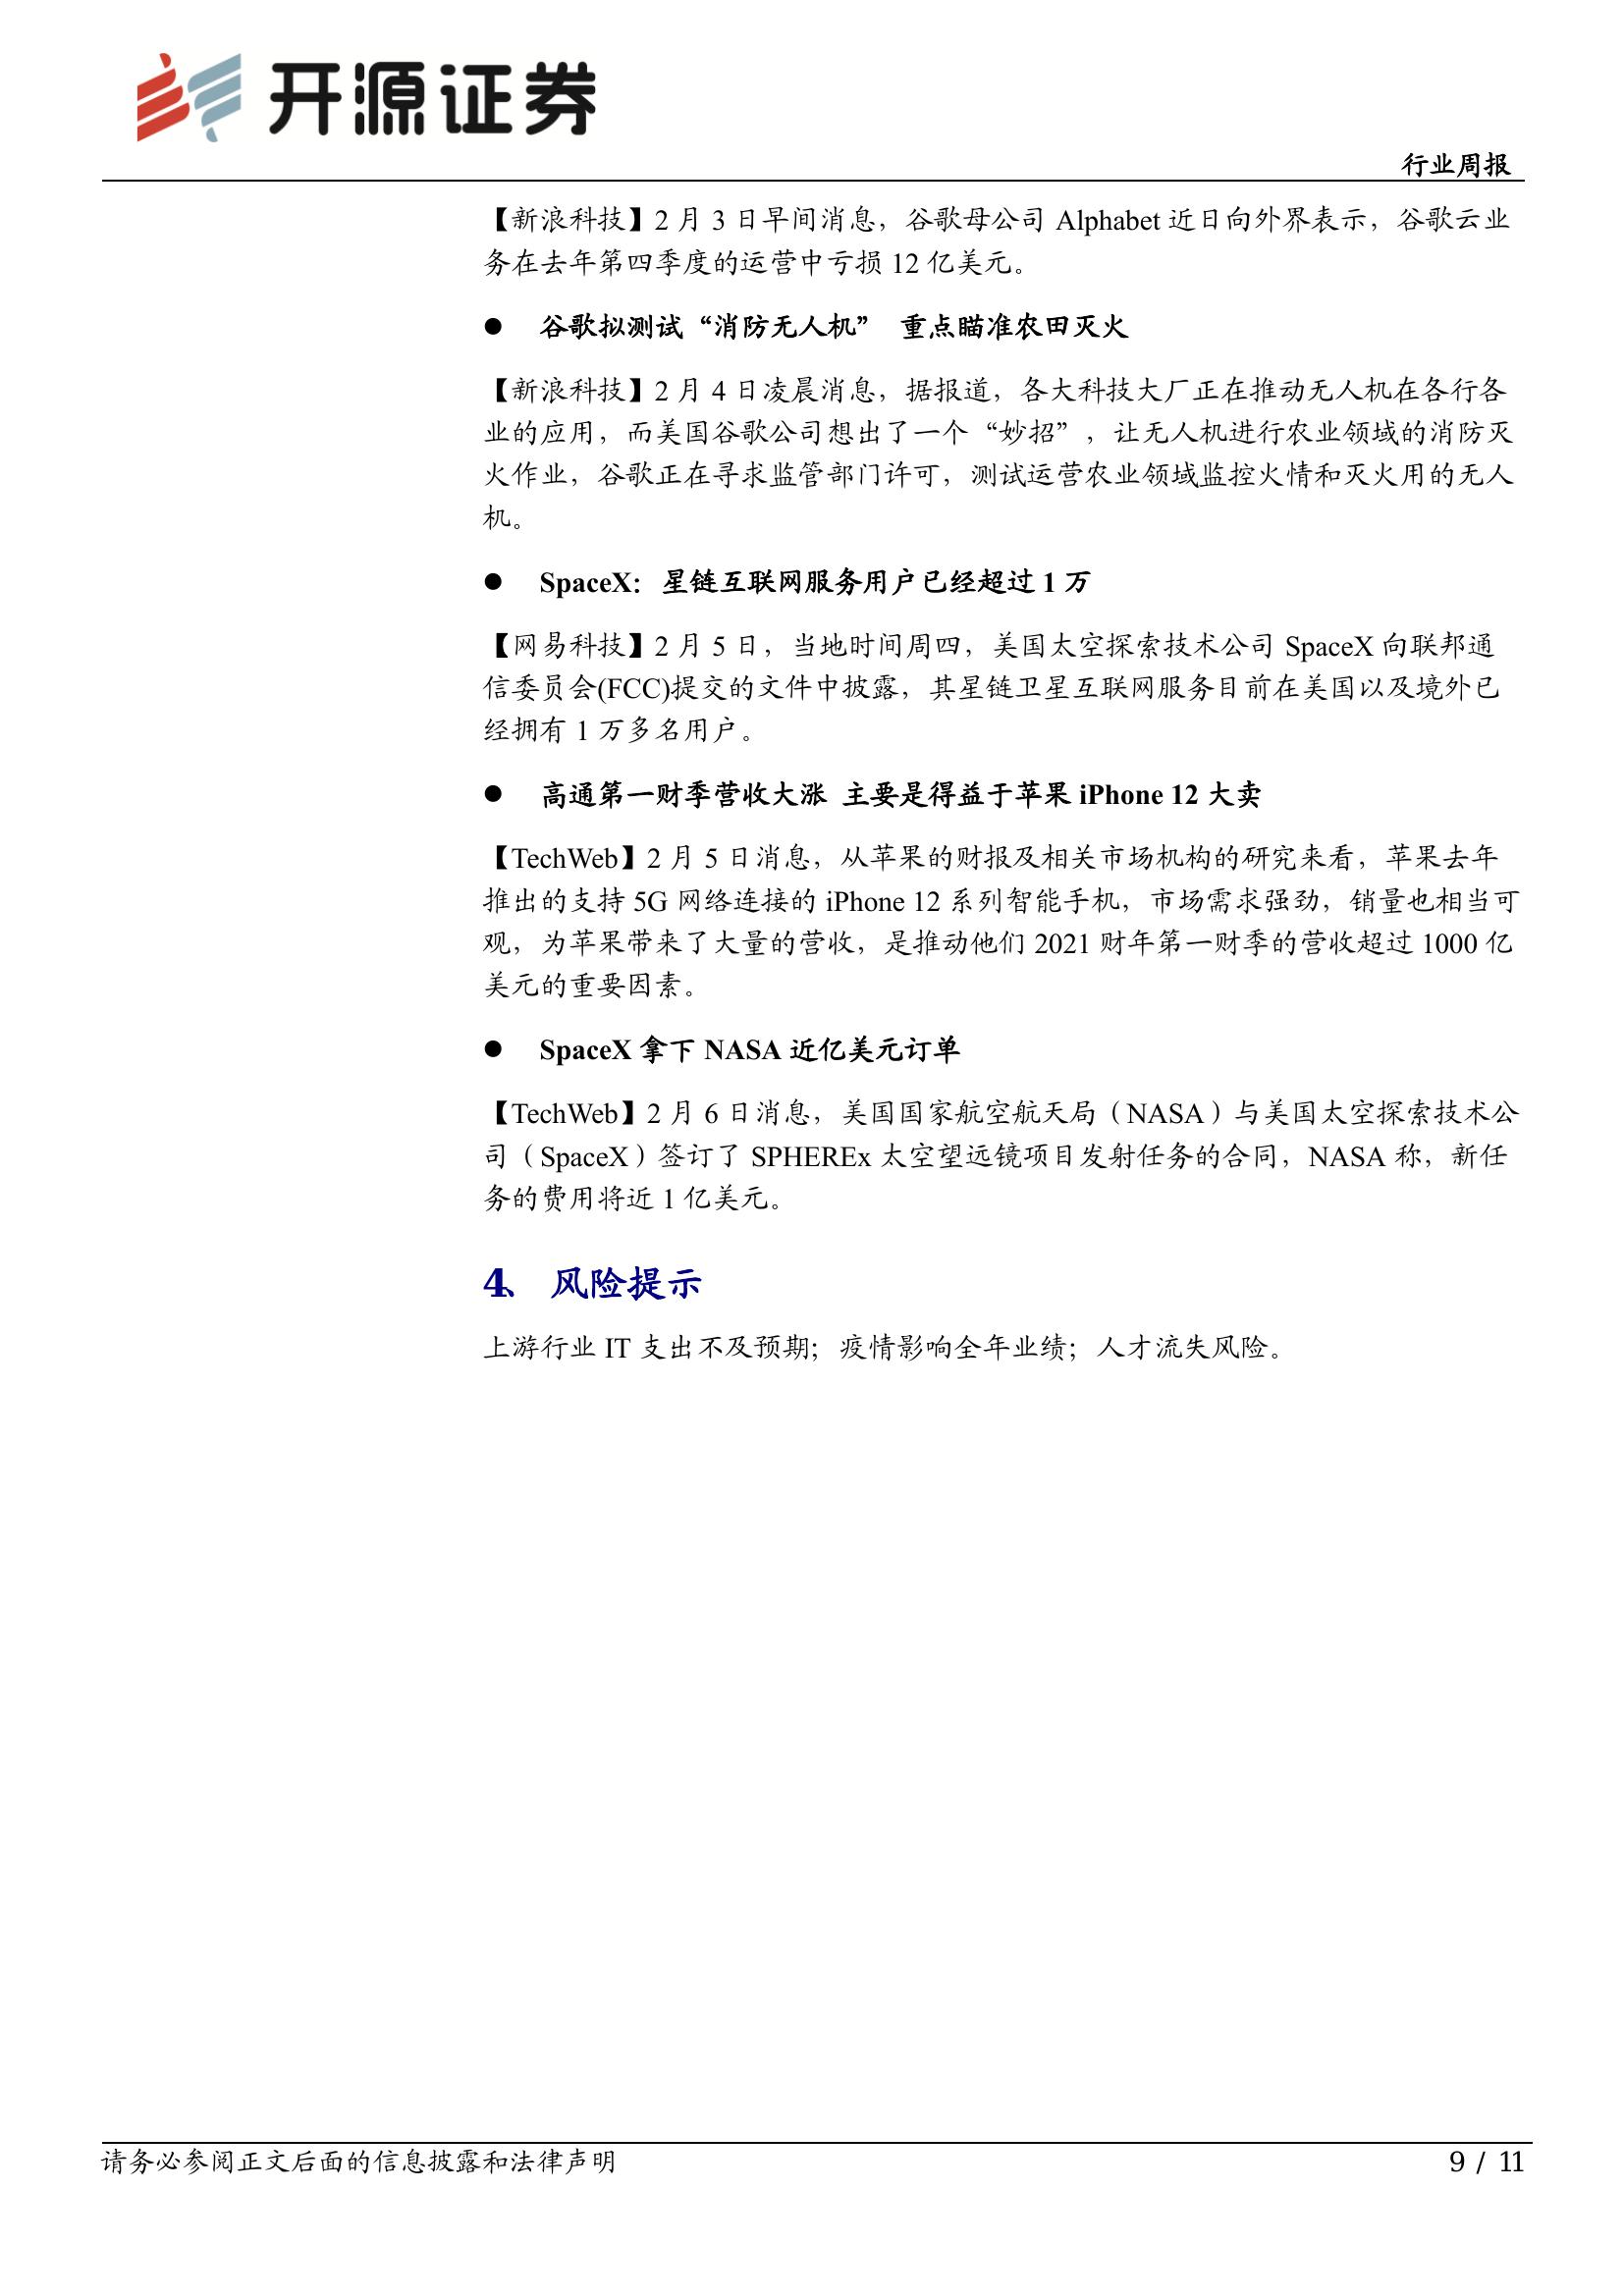 开源证券
行业周报
【新浪科技】2 月 3 日早间消息，谷歌母公司 Alphabet 近日向外界表示，谷歌云业
务在去年第四季度的运营中亏损 12 亿美元。
● 谷歌拟测试“消防无人机” 重点瞄准农田灭火
【新浪科技】2 月 4 日凌晨消息，据报道，各大科技大厂正在推动无人机在各行各
业的应用，而美国谷歌公司想出了一个“妙招”，让无人机进行农业领域的消防灭
火作业，谷歌正在寻求监管部门许可，测试运营农业领域监控火情和灭火用的无人
机。
● SpaceX：星链互联网服务用户已经超过 1 万
【网易科技】2 月 5 日，当地时间周四，美国太空探索技术公司 SpaceX 向联邦通
信委员会(FCC)提交的文件中披露，其星链卫星互联网服务目前在美国以及境外已
经拥有 1 万多名用户。
● 高通第一财季营收大涨 主要是得益于苹果 iPhone 12 大卖
【TechWeb】2 月 5 日消息，从苹果的财报及相关市场机构的研究来看，苹果去年
推出的支持 5G 网络连接的 iPhone 12 系列智能手机，市场需求强劲，销量也相当可
观，为苹果带来了大量的营收，是推动他们 2021 财年第一财季的营收超过 1000 亿
美元的重要因素。
● SpaceX 拿下 NASA 近亿美元订单
【TechWeb】2 月 6 日消息，美国国家航空航天局（NASA）与美国太空探索技术公
司（SpaceX）签订了 SPHEREx 太空望远镜项目发射任务的合同，NASA 称，新任
务的费用将近 1 亿美元。
4、 风险提示
上游行业 IT 支出不及预期；疫情影响全年业绩；人才流失风险。
请务必参阅正文后面的信息披露和法律声明
9 / 11